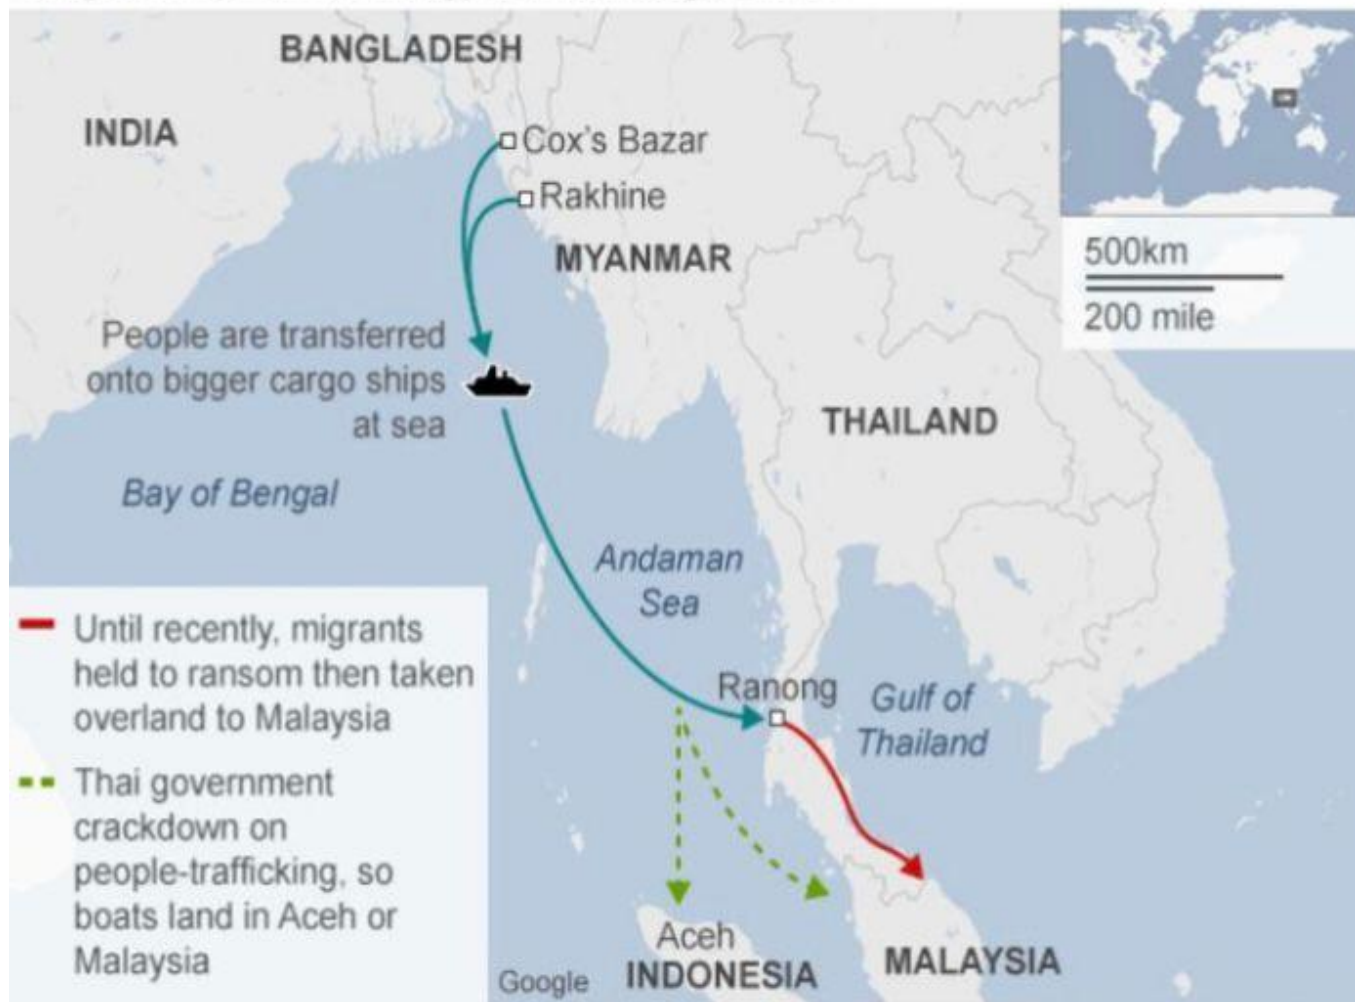 BANGLADESH
INDIA
Cox's Bazar
Rakhine
MYANMAR
500km
200 mile
People are transferred
onto bigger cargo ships
at sea
THAILAND
Bay of Bengal
Andaman
Sea
Ranong
Gulf of
Thailand
Until recently, migrants
held to ransom then taken
overland to Malaysia
Thai government
crackdown on
people-trafficking, so
boats land in Aceh or
Malaysia
Aceh
INDONESIA
MALAYSIA
Google